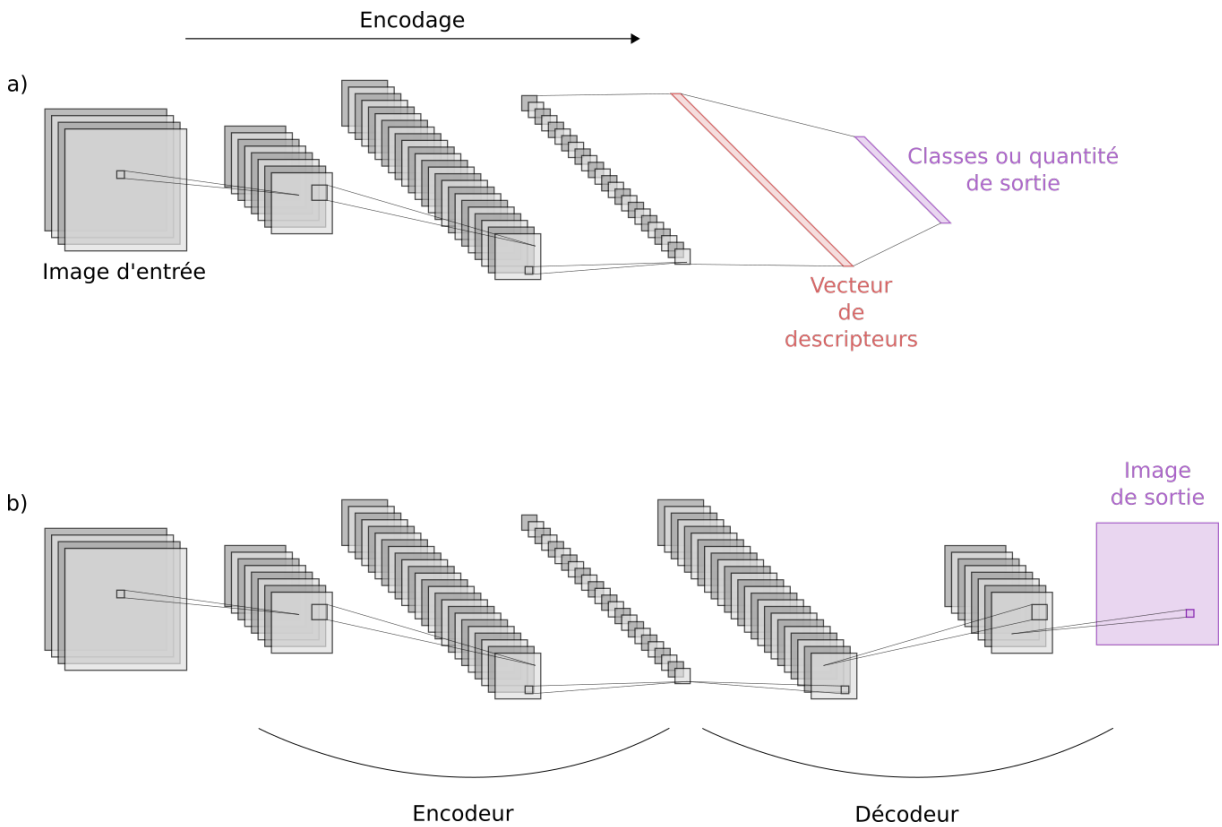 Encodage
a)
Image d'entrée
Classes ou quantité
de sortie
Vecteur
de
descripteurs
b)
Image
de sortie
Encodeur
Décodeur